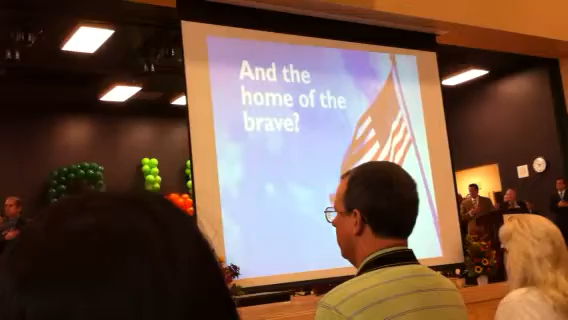 And the
home of the
brave?